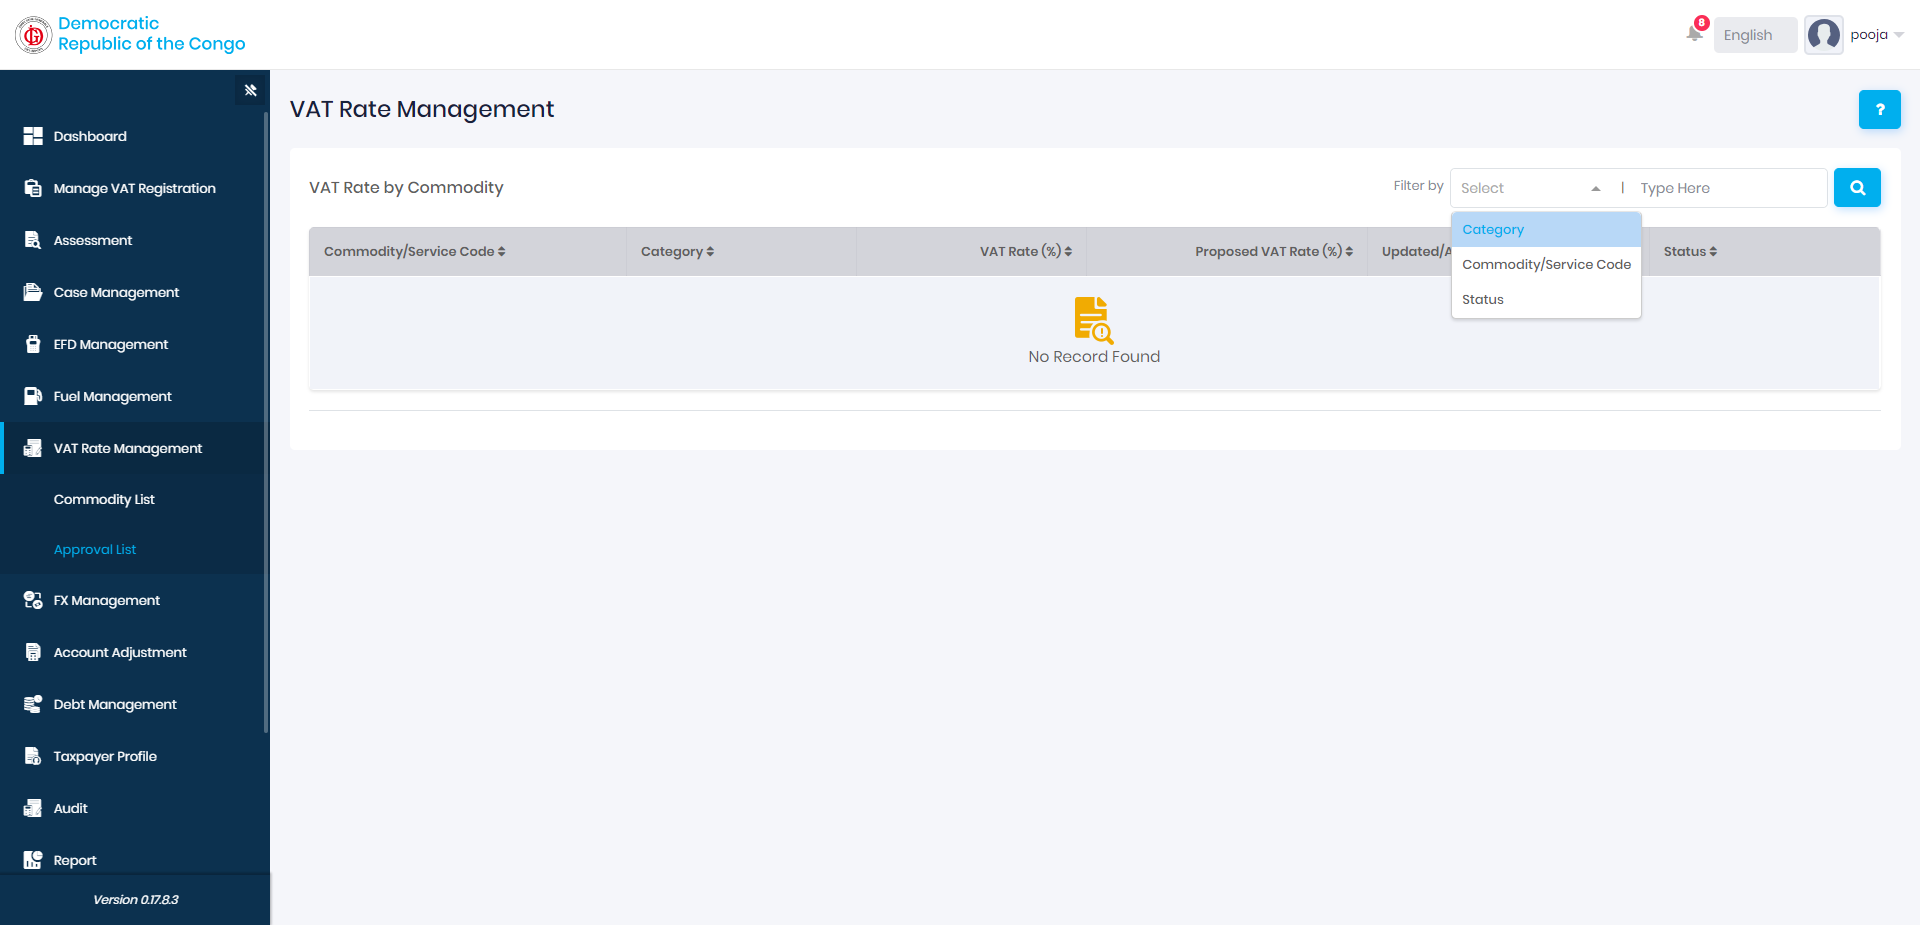 Democratic
Republic of the Congo
8
English
pooja
Dashboard
Manage VAT Registration
Assessment
Case Management
EFD Management
Fuel Management
VAT Rate Management
Commodity List
Approval List
FX Management
Account Adjustment
Debt Management
Taxpayer Profile
Audit
Report
Version 0.17.8.3
VAT Rate Management
?
VAT Rate by Commodity
Filter by
Select
|
Type Here
Category
Commodity/Service Code
Status
Commodity/Service Code
Category
VAT Rate (%)
Proposed VAT Rate (%)
Updated/A
Status
No Record Found